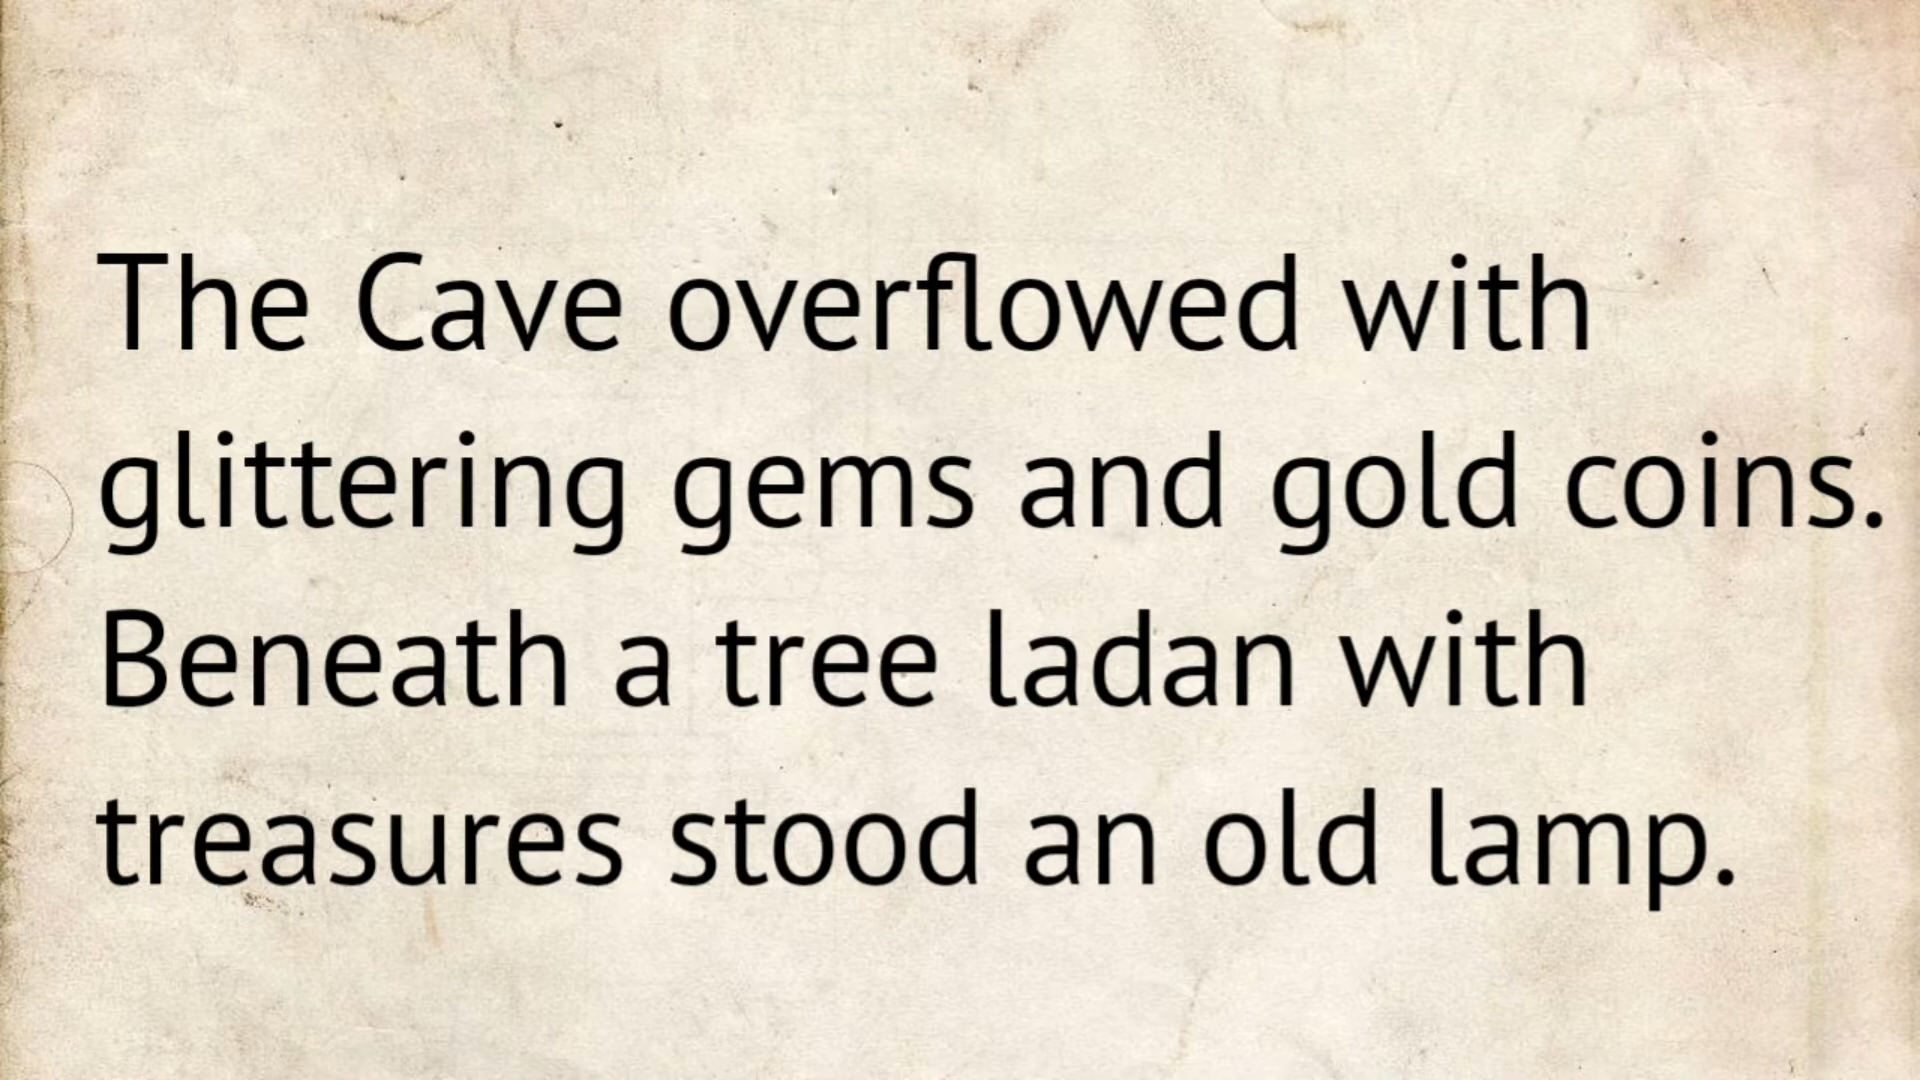 The Cave overflowed with
glittering gems and gold coins.
Beneath a tree ladan with
treasures stood an old lamp.